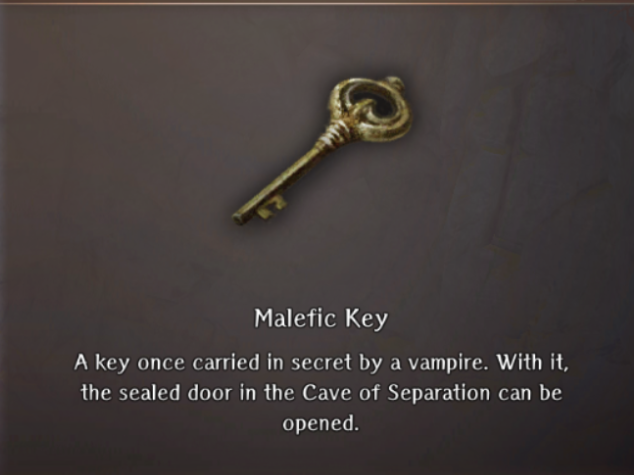 Malefic Key
A key once carried in secret by a vampire. With it,
the sealed door in the Cave of Separation can be
opened.